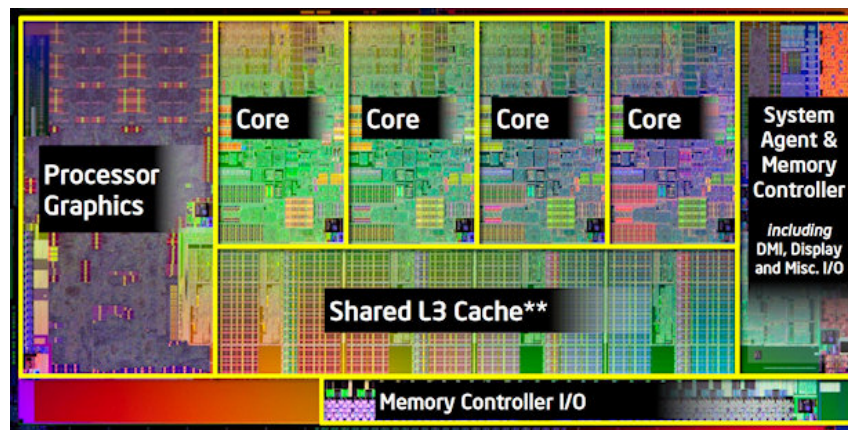 Processor
Graphics
Core
Core
Core
Core
System
Agent &
Memory
Controller
including
DMI, Display
and Misc. I/O
Shared L3 Cache**
Memory Controller I/O